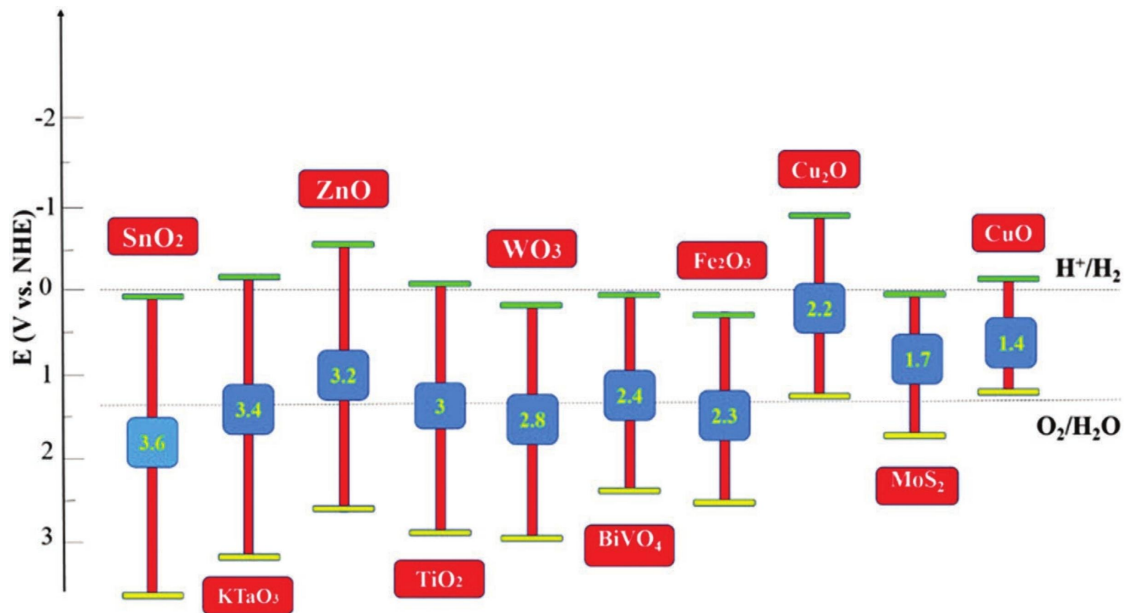 E (V vs. NHE)
-2
-1
0
1
2
3
SnO₂
KTaO₃
ZnO
TiO₂
WO₃
BiVO₄
Fe₂O₃
Cu₂O
MoS₂
CuO
3.6
3.4
3.2
3
2.8
2.4
2.3
2.2
1.7
1.4
H⁺/H₂
O₂/H₂O